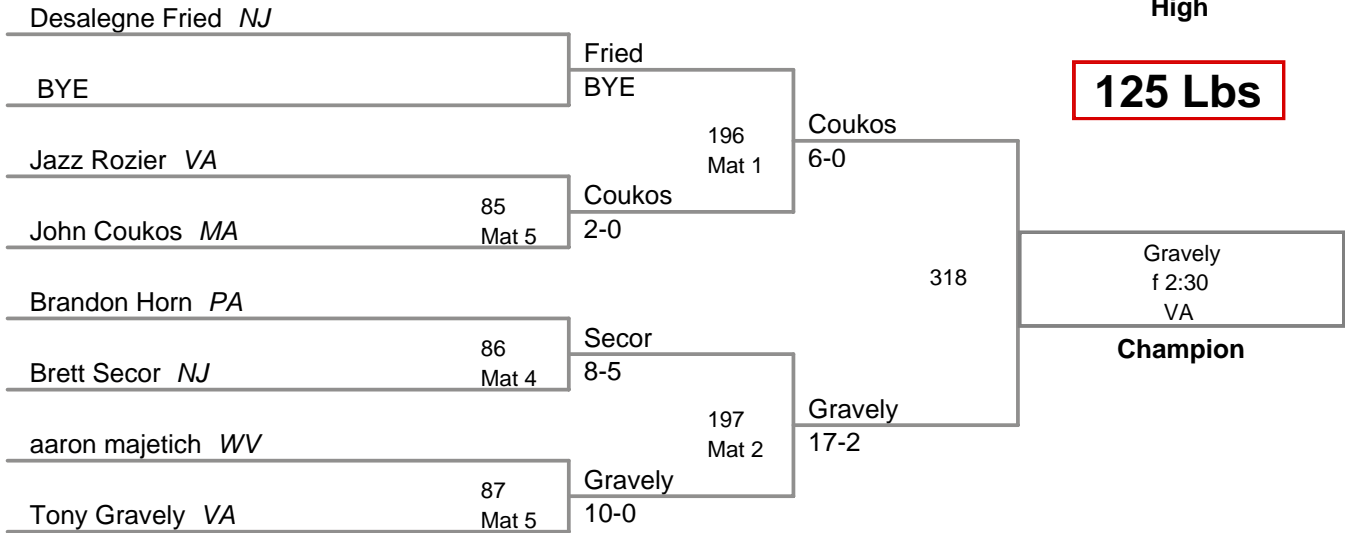 High
125 Lbs
Desalegne Fried NJ
BYE
Jazz Rozier VA
John Coukos MA
Brandon Horn PA
Brett Secor NJ
aaron majetich WV
Tony Gravely VA
85
Mat 5
86
Mat 4
87
Mat 5
Fried
BYE
Coukos
2-0
Secor
8-5
Gravely
10-0
196
Mat 1
197
Mat 2
Coukos
6-0
Gravely
17-2
318
Gravely
f 2:30
VA
Champion